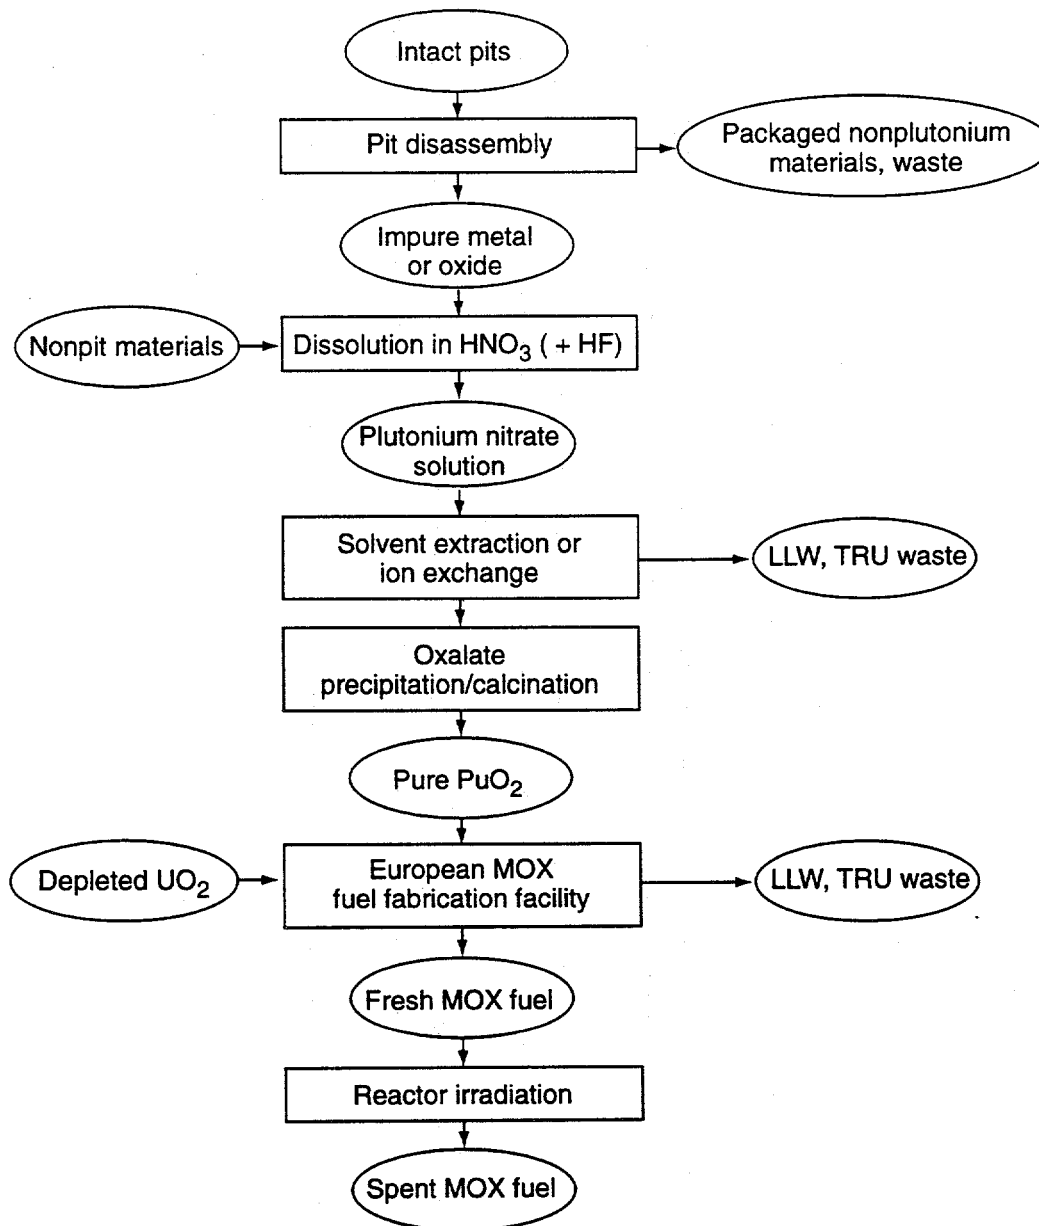 Intact pits
Pit disassembly
Packaged nonplutonium
materials, waste
Impure metal
or oxide
Nonpit materials
Dissolution in HNO3 ( + HF)
Plutonium nitrate
solution
Solvent extraction or
ion exchange
LLW, TRU waste
Oxalate
precipitation/calcination
Pure PuO2
Depleted UO2
European MOX
fuel fabrication facility
LLW, TRU waste
Fresh MOX fuel
Reactor irradiation
Spent MOX fuel